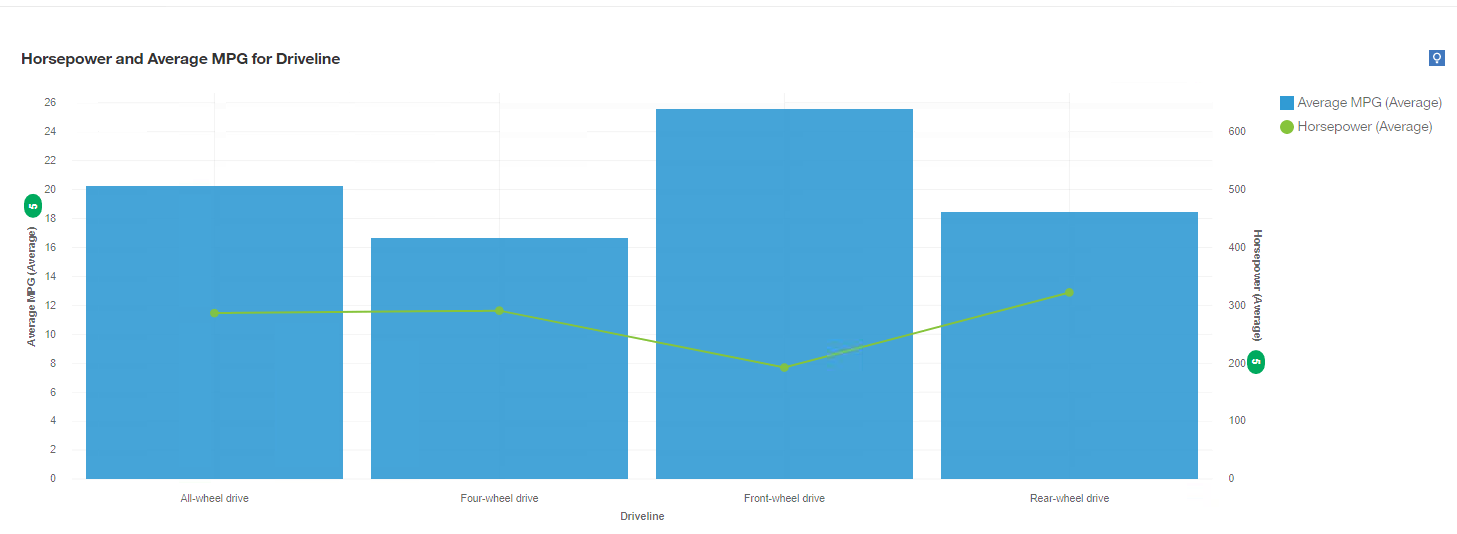 Horsepower and Average MPG for Driveline
Average MPG (Average)
Horsepower (Average)
26
24
22
20
18
16
14
12
10
8
6
4
2
0
Average MPG (Average)
5
600
500
400
300
200
100
0
Horsepower (Average)
5
All-wheel drive
Four-wheel drive
Front-wheel drive
Rear-wheel drive
Driveline